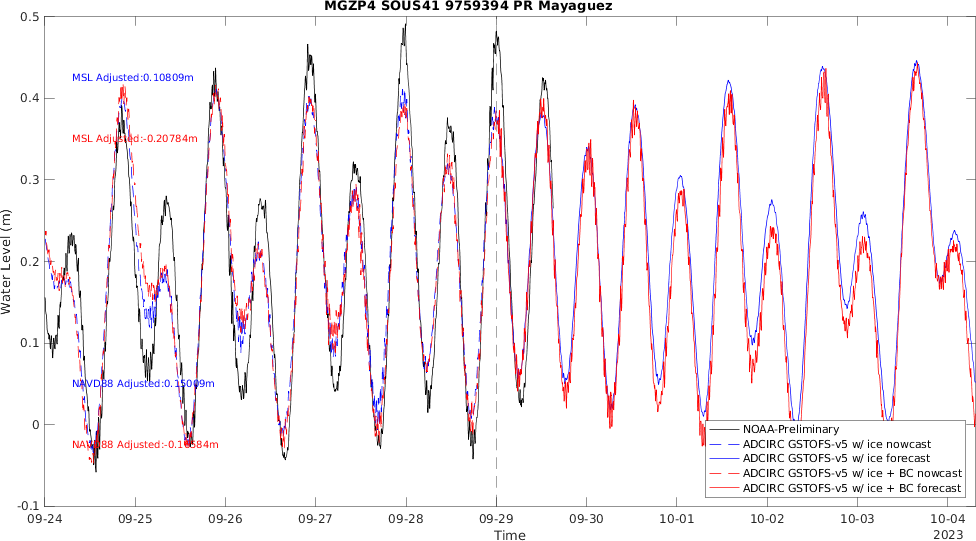 MGZP4 SOUS41 9759394 PR Mayaguez
0.5
0.4
0.3
0.2
0.1
0
-0.1
Water Level (m)
MSL Adjusted:0.10809m
MSL Adjusted:-0.20784m
NAVD88 Adjusted:0.15009m
NOAA-Preliminary
ADCIRC GSTOFS-v5 w/ ice nowcast
ADCIRC GSTOFS-v5 w/ ice forecast
ADCIRC GSTOFS-v5 w/ ice + BC nowcast
ADCIRC GSTOFS-v5 w/ ice + BC forecast
09-24 09-25 09-26 09-27 09-28 09-29 09-30 10-01 10-02 10-03 10-04
2023
Time